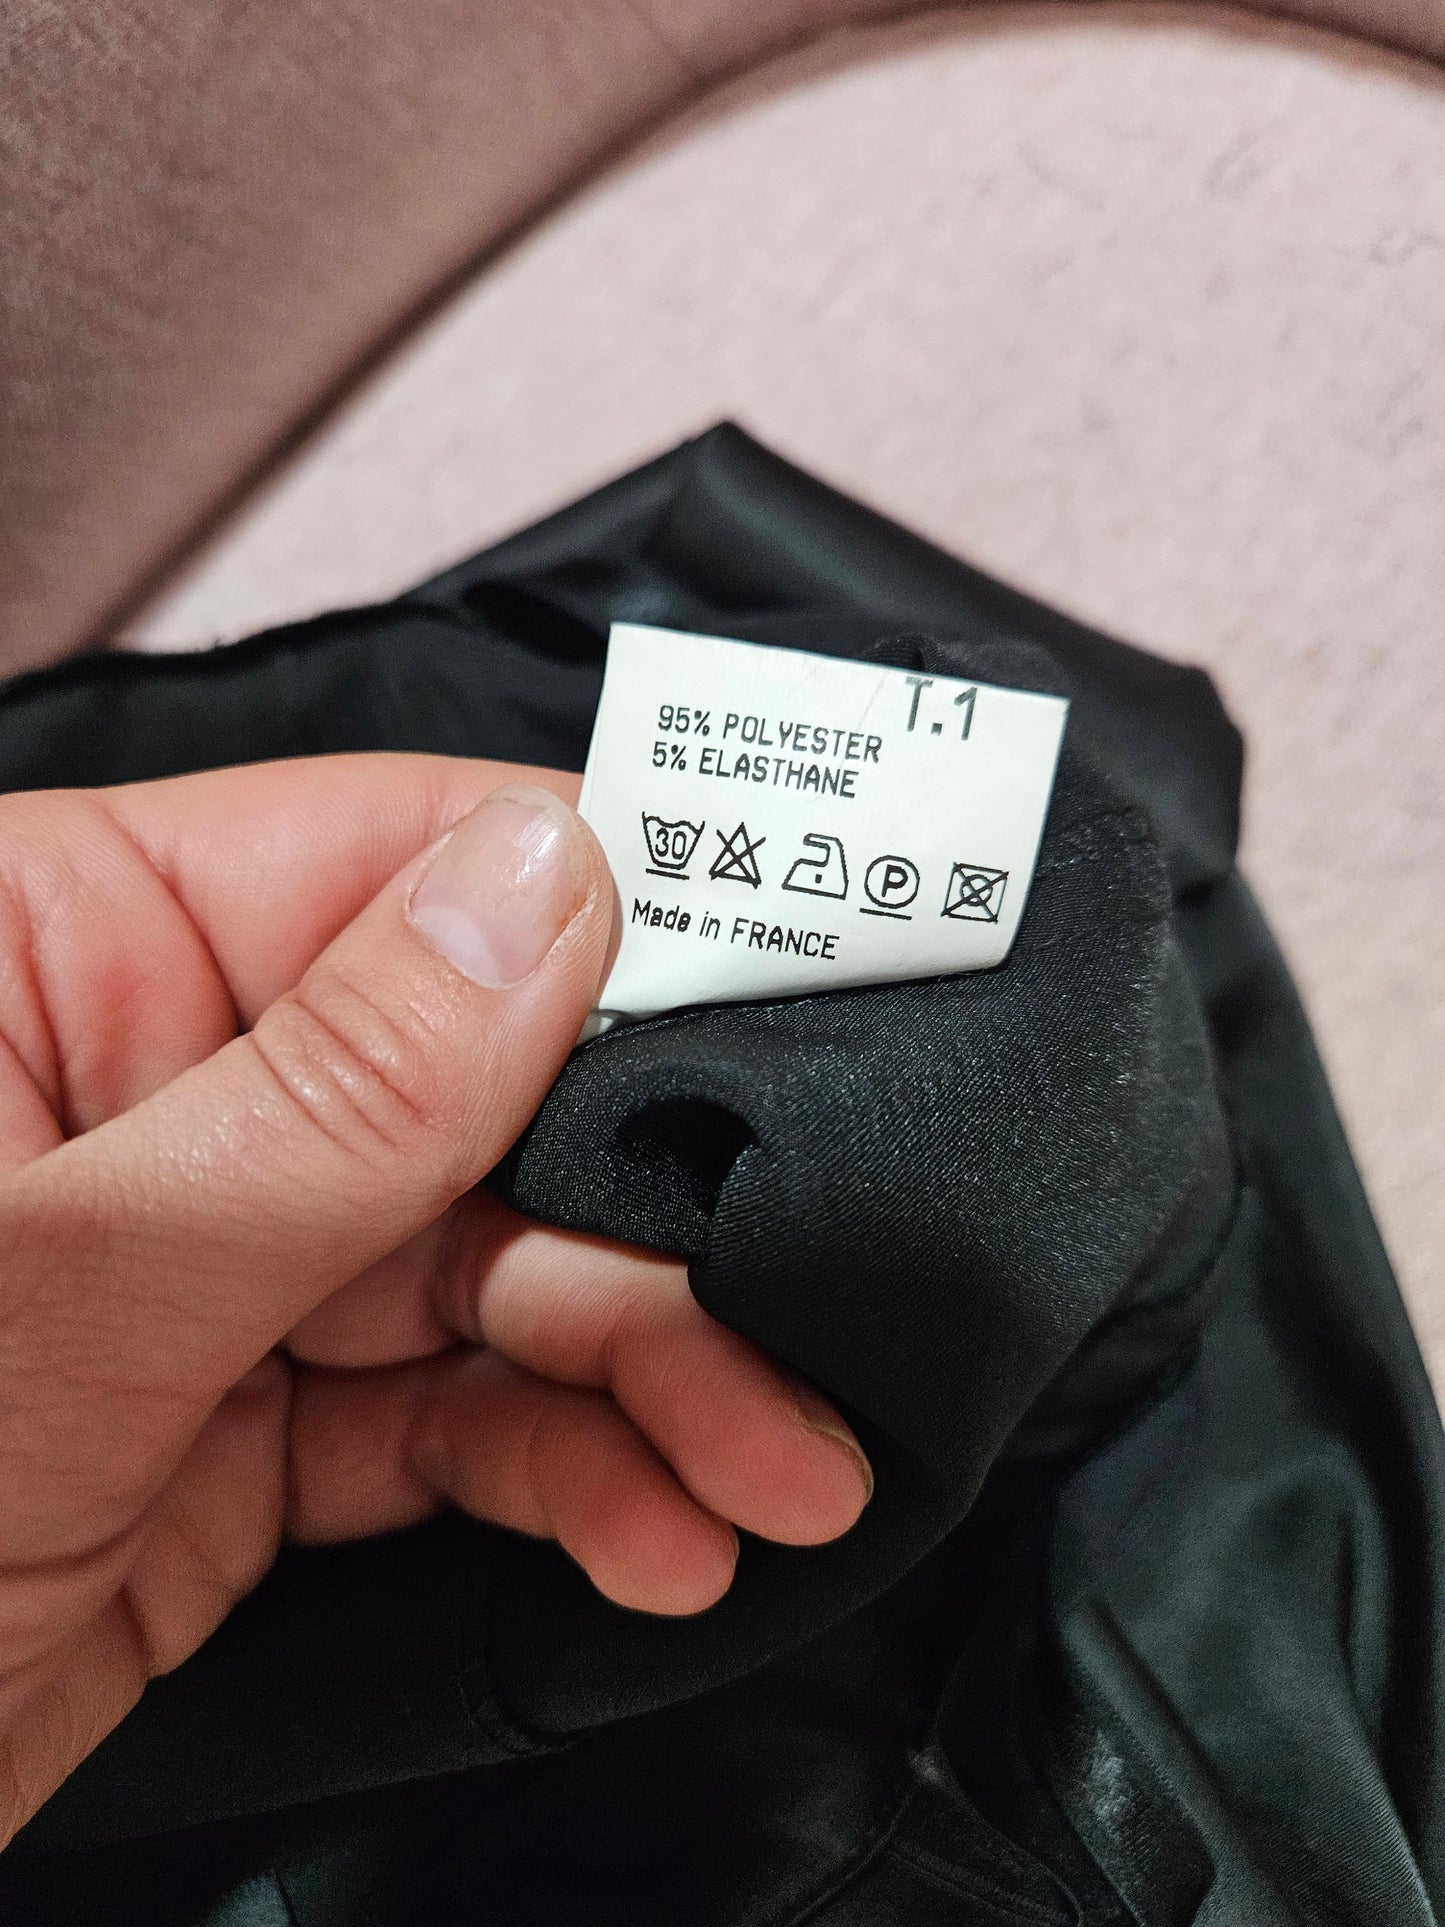 T.1
95% POLYESTER
5% ELASTHANE
30 P
Made in FRANCE